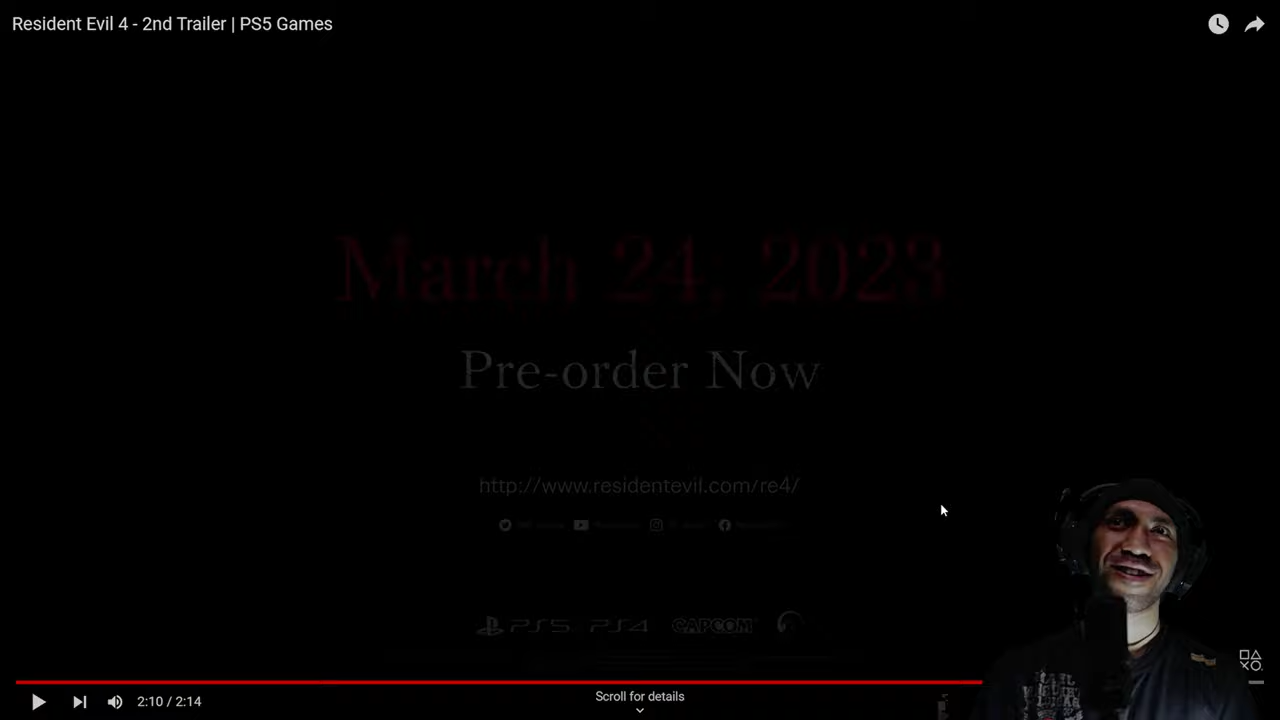 Resident Evil 4 - 2nd Trailer | PS5 Games
March 24, 2023
Pre-order Now
http://www.residentevil.com/re4/
PS5 PS4 CAPCOM
Scroll for details
2:10 / 2:14